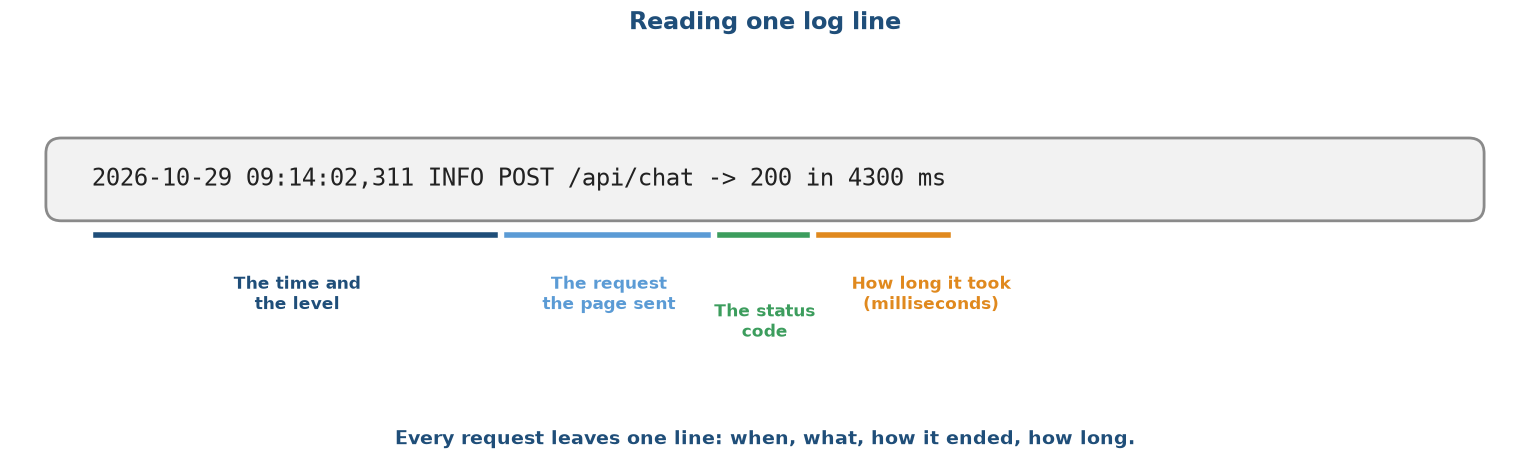 Reading one log line
2026-10-29 09:14:02,311 INFO POST /api/chat -> 200 in 4300 ms
The time and
the level
The request
the page sent
The status
code
How long it took
(milliseconds)
Every request leaves one line: when, what, how it ended, how long.